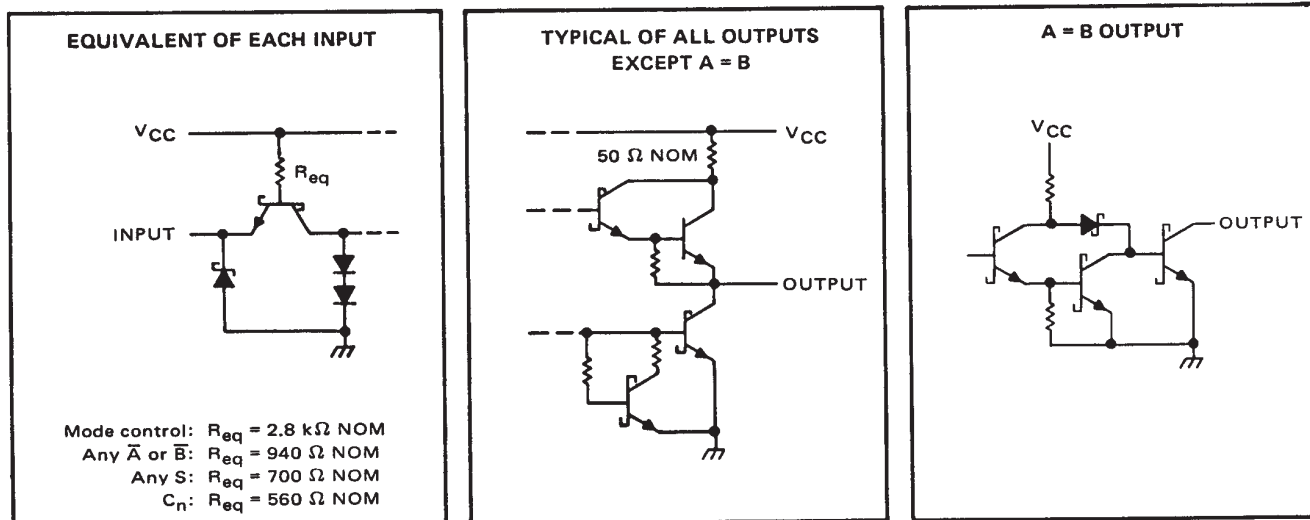 EQUIVALENT OF EACH INPUT
VCC
Req
INPUT
Mode control: Req = 2.8 kΩ NOM
Any A̅ or B̅: Req = 940 Ω NOM
Any S: Req = 700 Ω NOM
Cn: Req = 560 Ω NOM
TYPICAL OF ALL OUTPUTS
EXCEPT A = B
VCC
50 Ω NOM
OUTPUT
A = B OUTPUT
VCC
OUTPUT